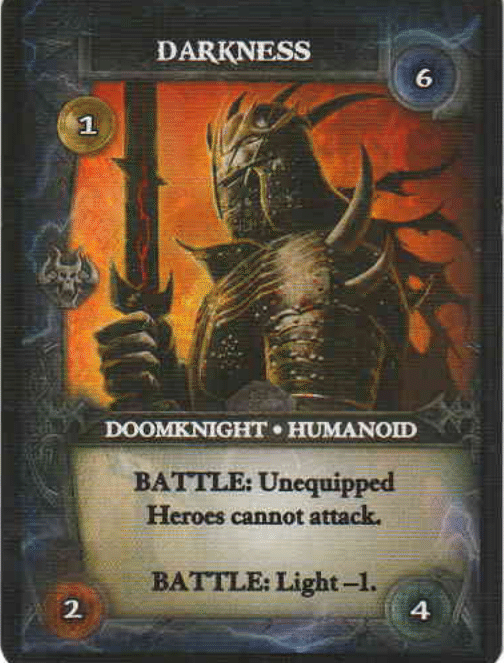 DARKNESS
6
1
DOOMKNIGHT • HUMANOID
BATTLE: Unequipped
Heroes cannot attack.
BATTLE: Light –1.
2
4